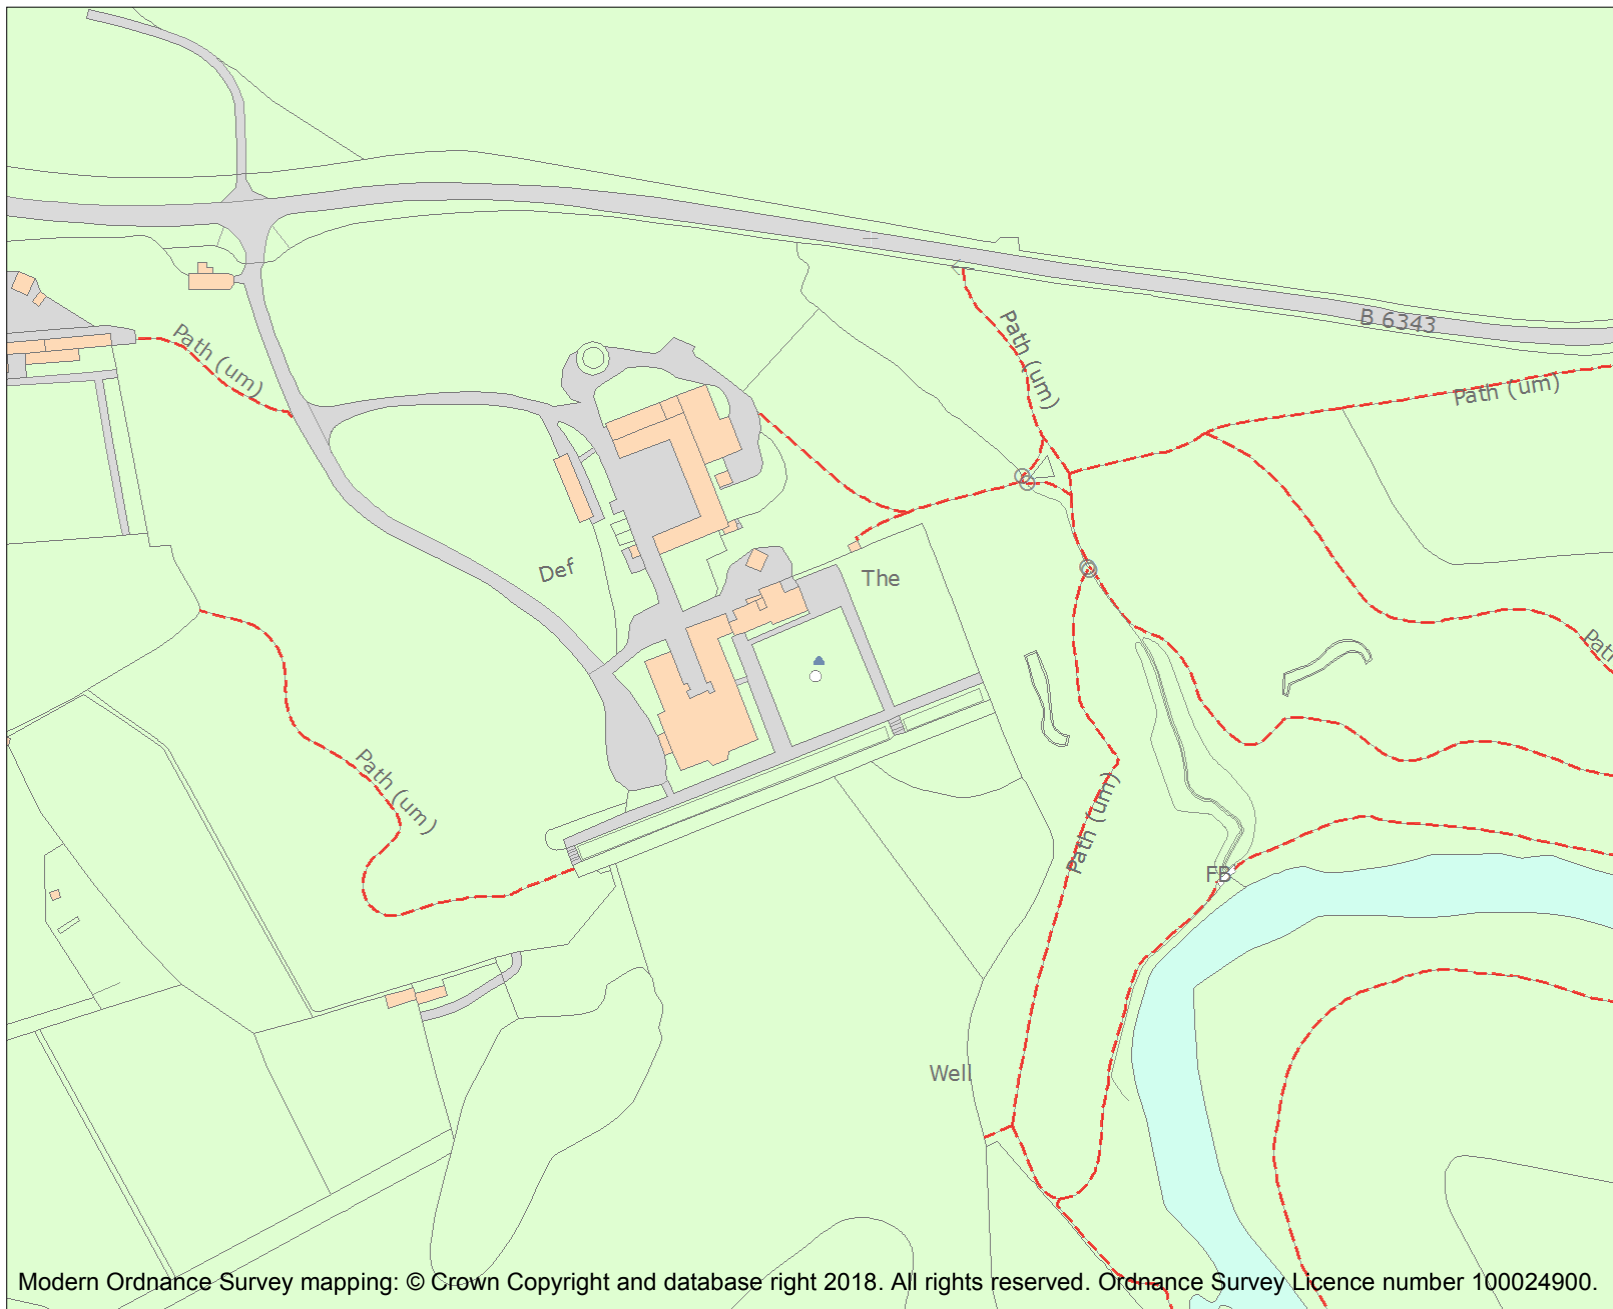 B 6343
Path (um)
Path (um)
Path (um)
Def
The
Path
Path (um)
Path (um)
FB
Well
Modern Ordnance Survey mapping: © Crown Copyright and database right 2018. All rights reserved. Ordnance Survey Licence number 100024900.